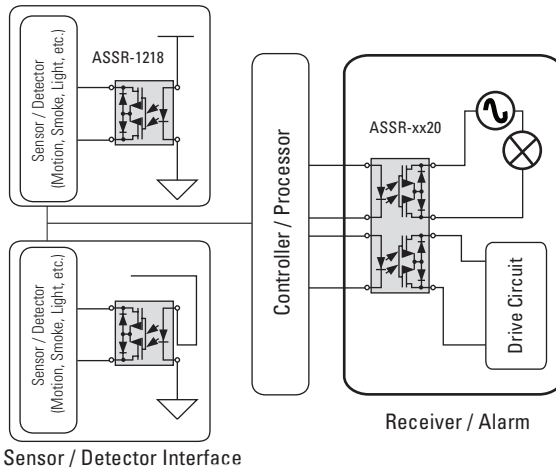 Sensor / Detector
(Motion, Smoke, Light, etc.)
ASSR-1218
Sensor / Detector
(Motion, Smoke, Light, etc.)
Sensor / Detector Interface
Controller / Processor
ASSR-xx20
Drive Circuit
Receiver / Alarm